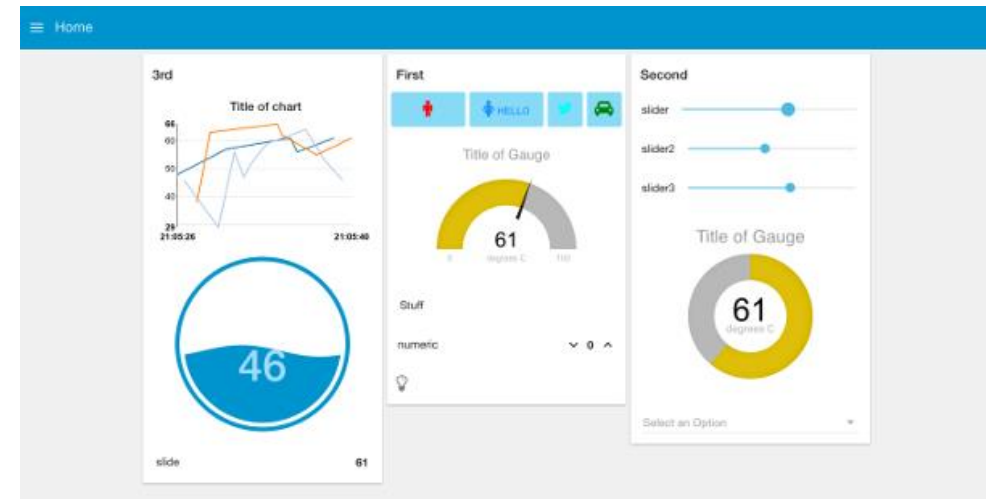 Home
3rd
Title of chart
66
60
50
40
29
21:05:26 21:05:40
46
slide 61
First
HELLO
Title of Gauge
61
0 degrees C 100
Stuff
numeric 0
Second
slider
slider2
slider3
Title of Gauge
61
degrees C
Select an Option